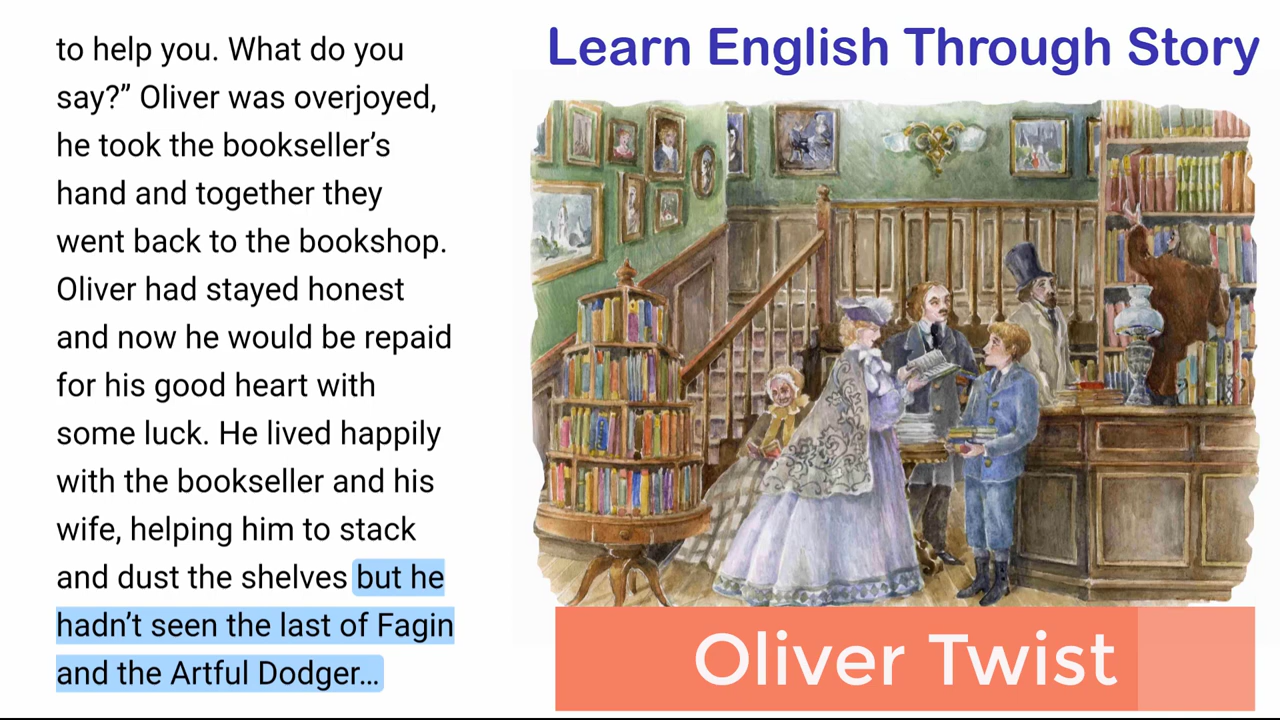 to help you. What do you
say?” Oliver was overjoyed,
he took the bookseller’s
hand and together they
went back to the bookshop.
Oliver had stayed honest
and now he would be repaid
for his good heart with
some luck. He lived happily
with the bookseller and his
wife, helping him to stack
and dust the shelves but he
hadn’t seen the last of Fagin
and the Artful Dodger…
Learn English Through Story
Oliver Twist